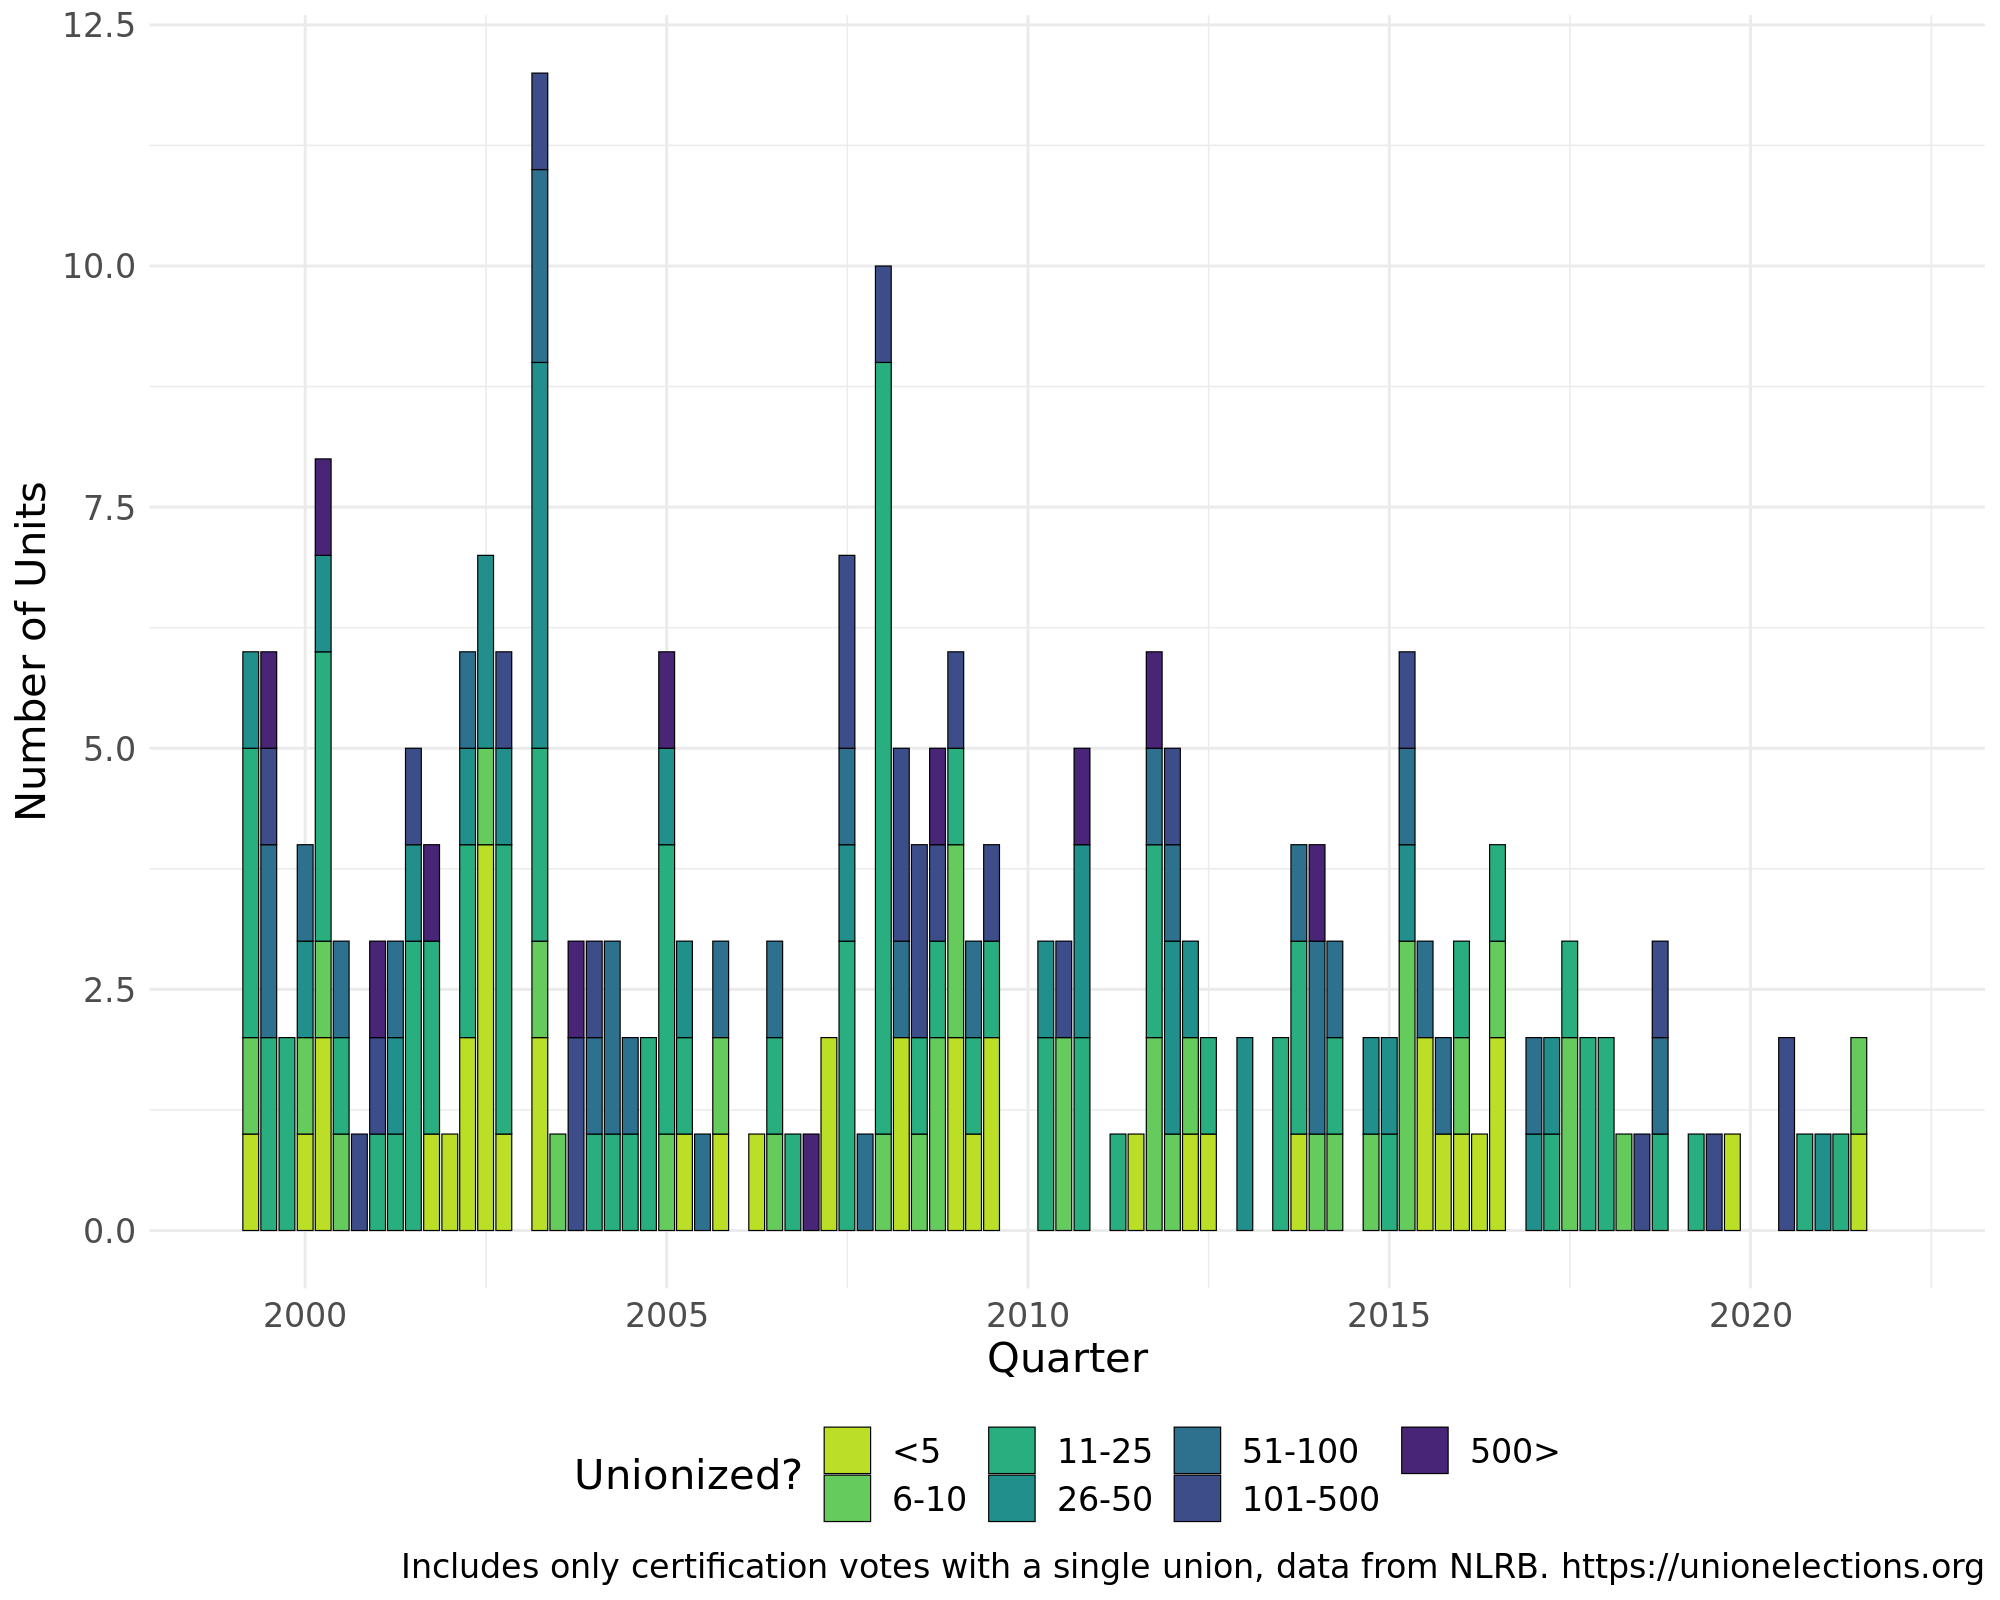 12.5
10.0
7.5
5.0
2.5
0.0
Number of Units
2000 2005 2010 2015 2020
Quarter
Unionized?
<5 11-25 51-100 500>
6-10 26-50 101-500
Includes only certification votes with a single union, data from NLRB. https://unionelections.org